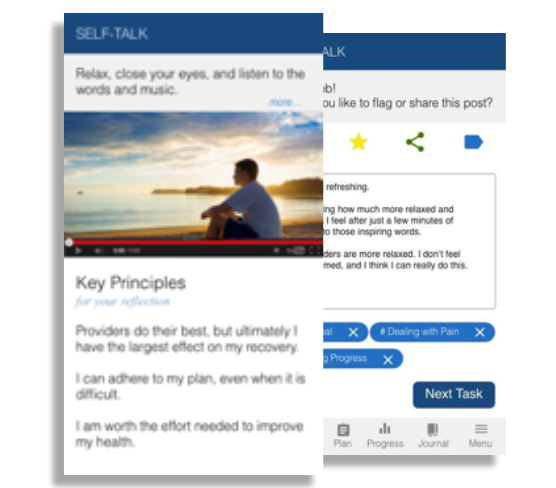 SELF-TALK
Relax, close your eyes, and listen to the
words and music.
more...
Key Principles
for your reflection
Providers do their best, but ultimately I
have the largest effect on my recovery.
I can adhere to my plan, even when it is
difficult.
I am worth the effort needed to improve
my health.
ALK
ob!
ou like to flag or share this post?
refreshing.
ing how much more relaxed and
I feel after just a few minutes of
to those inspiring words.
ders are more relaxed. I don't feel
med, and I think I can really do this.
al X
# Dealing with Pain X
g Progress X
Next Task
Plan Progress Journal Menu